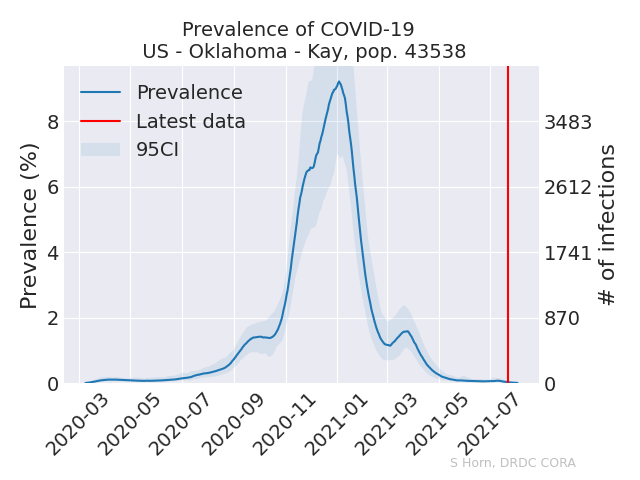 Prevalence of COVID-19
US - Oklahoma - Kay, pop. 43538
Prevalence
Latest data
95CI
Prevalence (%)
8
6
4
2
0
3483
2612
1741
870
0
# of infections
2020-03
2020-05
2020-07
2020-09
2020-11
2021-01
2021-03
2021-05
2021-07
S Horn, DRDC CORA